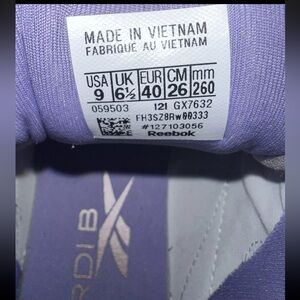 MADE IN VIETNAM
FABRIQUE AU VIETNAM
USA UK EUR CM mm
9 6½ 40 26 260
059503 121 GX7632
#127103056
Reebok
RDIB